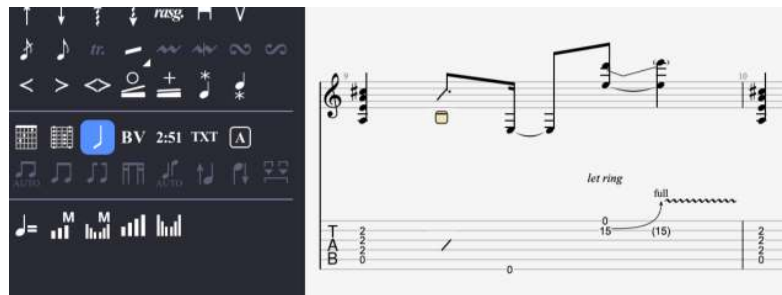 rasg.
tr.
BV 2:51 TXT A
AUTO AUTO
M M
9 10
let ring
full
T
A
B
2
2
2
0
0
0
15 (15)
2
2
2
0